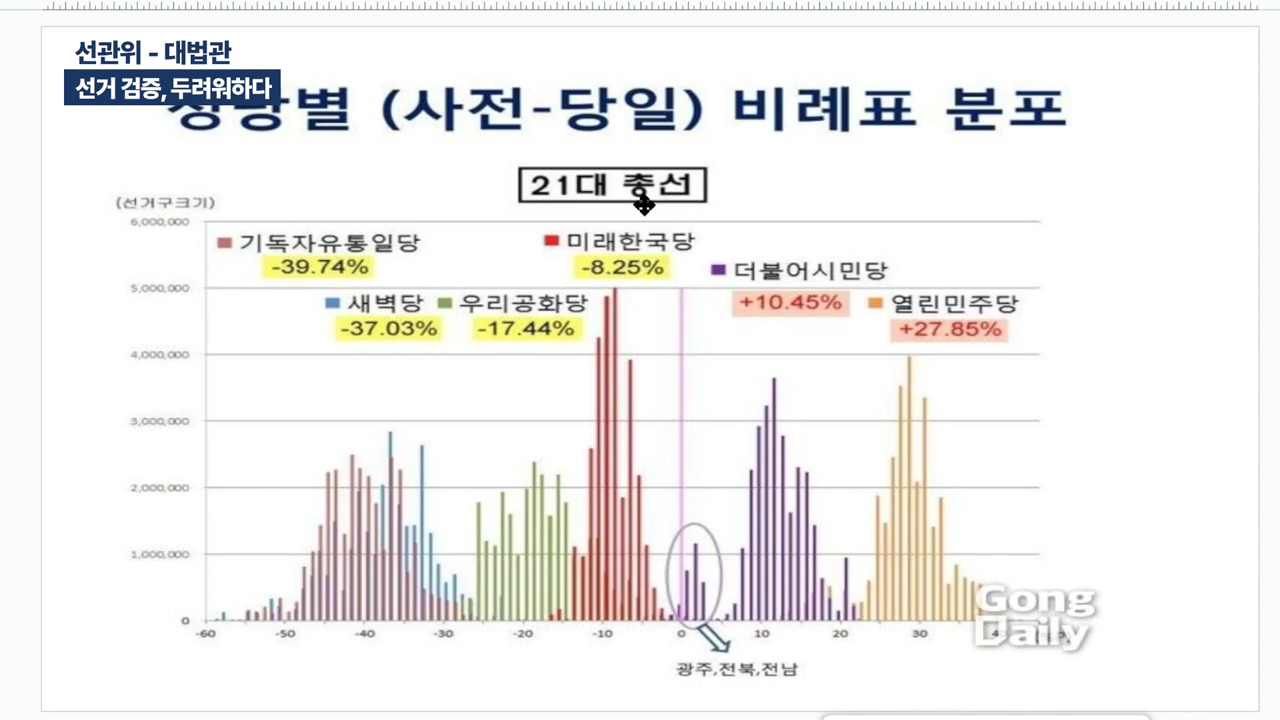 선관위 - 대법관
선거 검증, 두려워하다
(사전-당일) 비례표 분포
21대 총선
(선거구크기)
6,000,000
기독자유통일당
-39.74%
미래한국당
-8.25%
더불어시민당
+10.45%
5,000,000
새벽당
-37.03%
우리공화당
-17.44%
열린민주당
+27.85%
4,000,000
3,000,000
2,000,000
1,000,000
0
-60 -50 -40 -30 -20 -10 0 10 20 30
광주,전북,전남
Gong
Daily